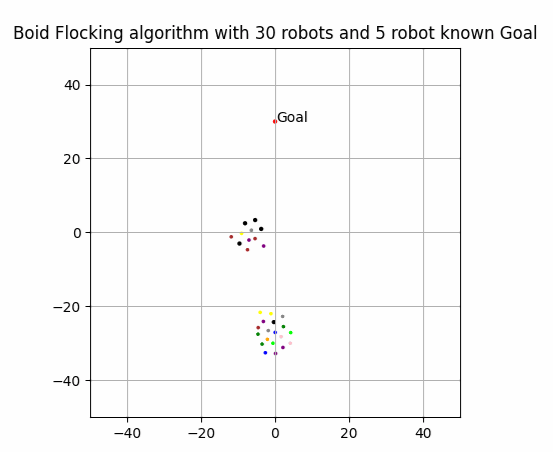 Boid Flocking algorithm with 30 robots and 5 robot known Goal
40
Goal
20
0
−20
−40
−40 −20 0 20 40